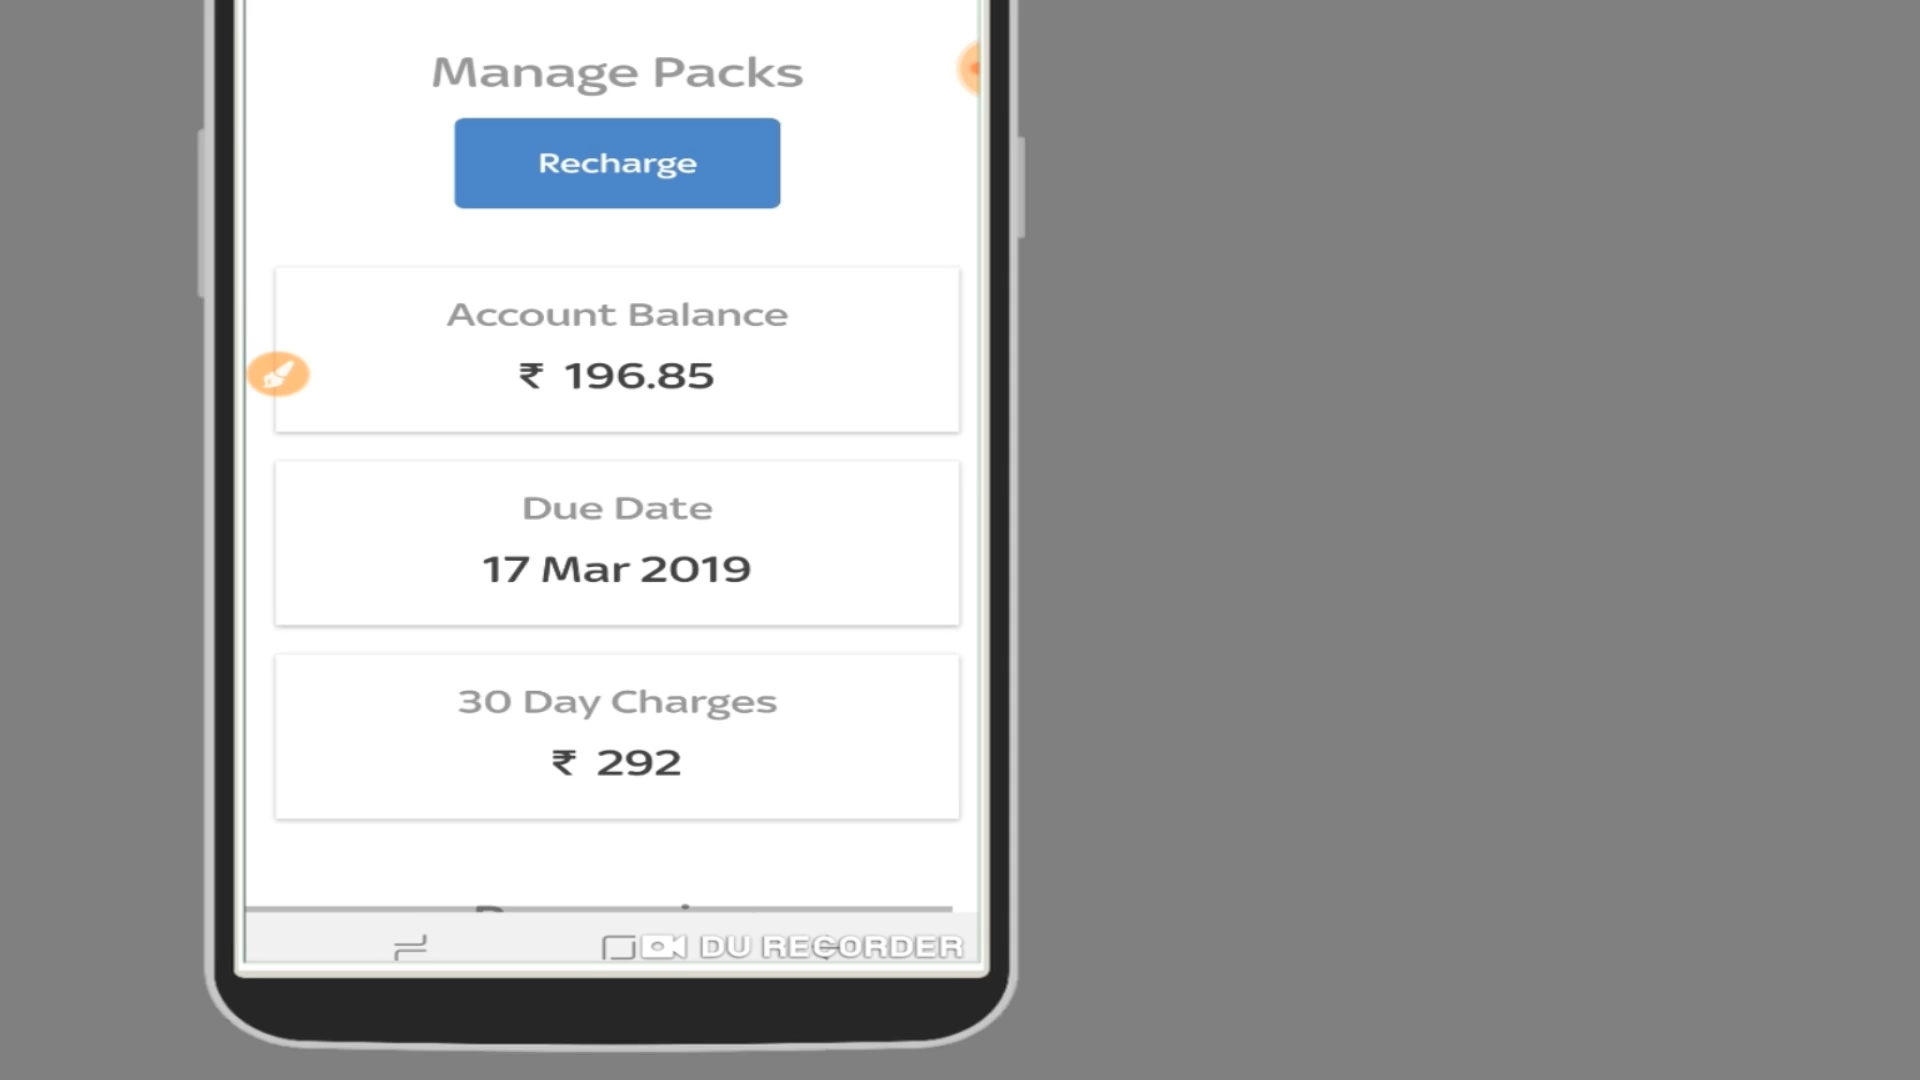 Manage Packs
Recharge
Account Balance
₹ 196.85
Due Date
17 Mar 2019
30 Day Charges
₹ 292
DU RECORDER